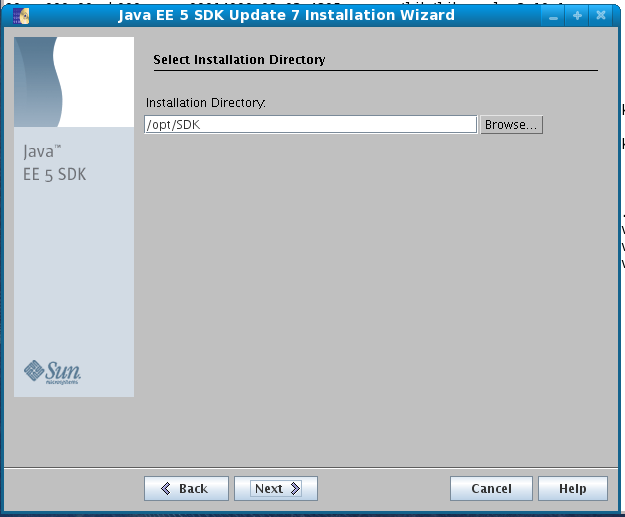 Java EE 5 SDK Update 7 Installation Wizard
Select Installation Directory
Installation Directory:
/opt/SDK
Browse...
Java™
EE 5 SDK
Sun
microsystems
Back
Next
Cancel
Help